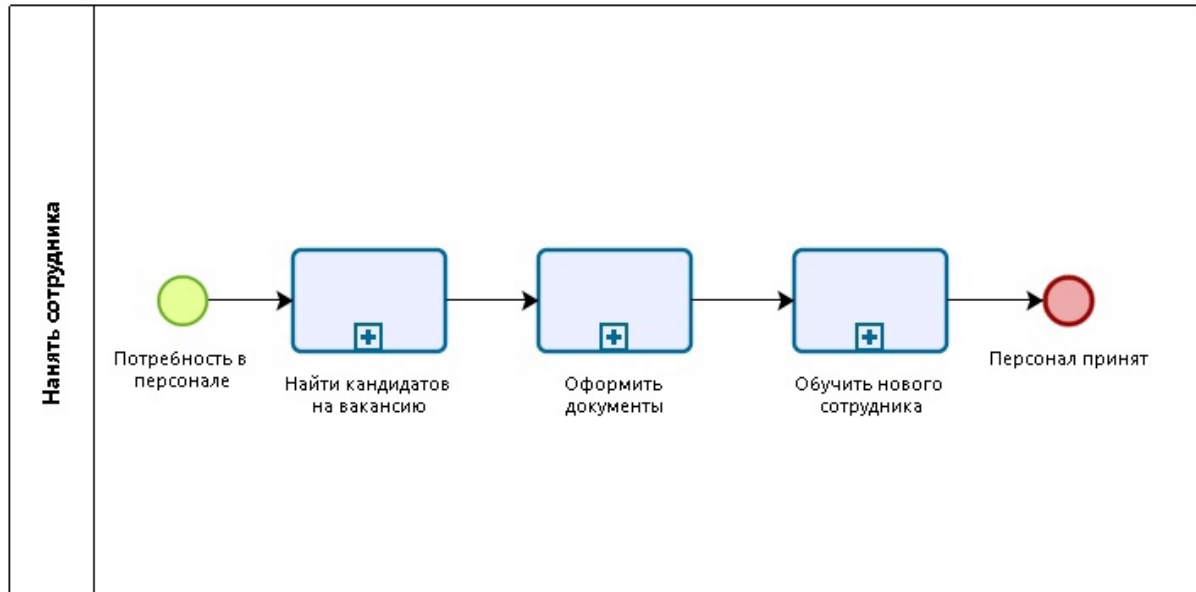 Нанять сотрудника
Потребность в
персонале
Найти кандидатов
на вакансию
Оформить
документы
Обучить нового
сотрудника
Персонал принят